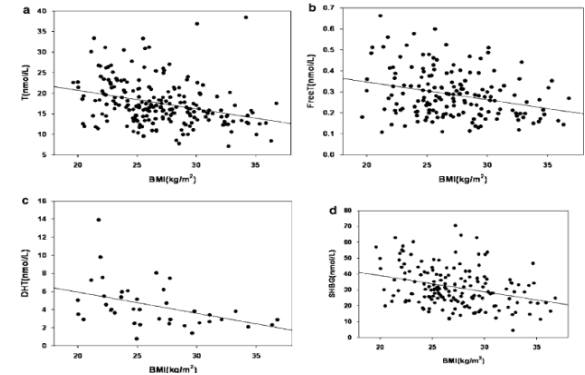 a
40
35
30
25
20
15
10
5
T(nmol/L)
20 25 30 35
BMI(kg/m²)
b
0.7
0.6
0.5
0.4
0.3
0.2
0.1
0.0
FreeT(nmol/L)
20 25 30 35
BMI(kg/m²)
c
16
14
12
10
8
6
4
2
0
DHT(nmol/L)
20 25 30 35
BMI(kg/m²)
d
80
70
60
50
40
30
20
10
0
SHBG(nmol/L)
20 25 30 35
BMI(kg/m²)